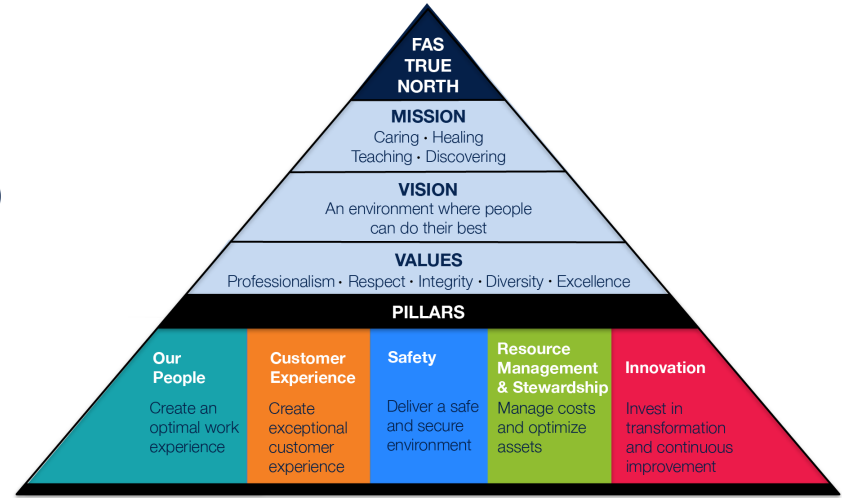 FAS
TRUE
NORTH
MISSION
Caring • Healing
Teaching • Discovering
VISION
An environment where people
can do their best
VALUES
Professionalism • Respect • Integrity • Diversity • Excellence
PILLARS
Our
People
Create an
optimal work
experience
Customer
Experience
Create
exceptional
customer
experience
Safety
Deliver a safe
and secure
environment
Resource
Management
& Stewardship
Manage costs
and optimize
assets
Innovation
Invest in
transformation
and continuous
improvement